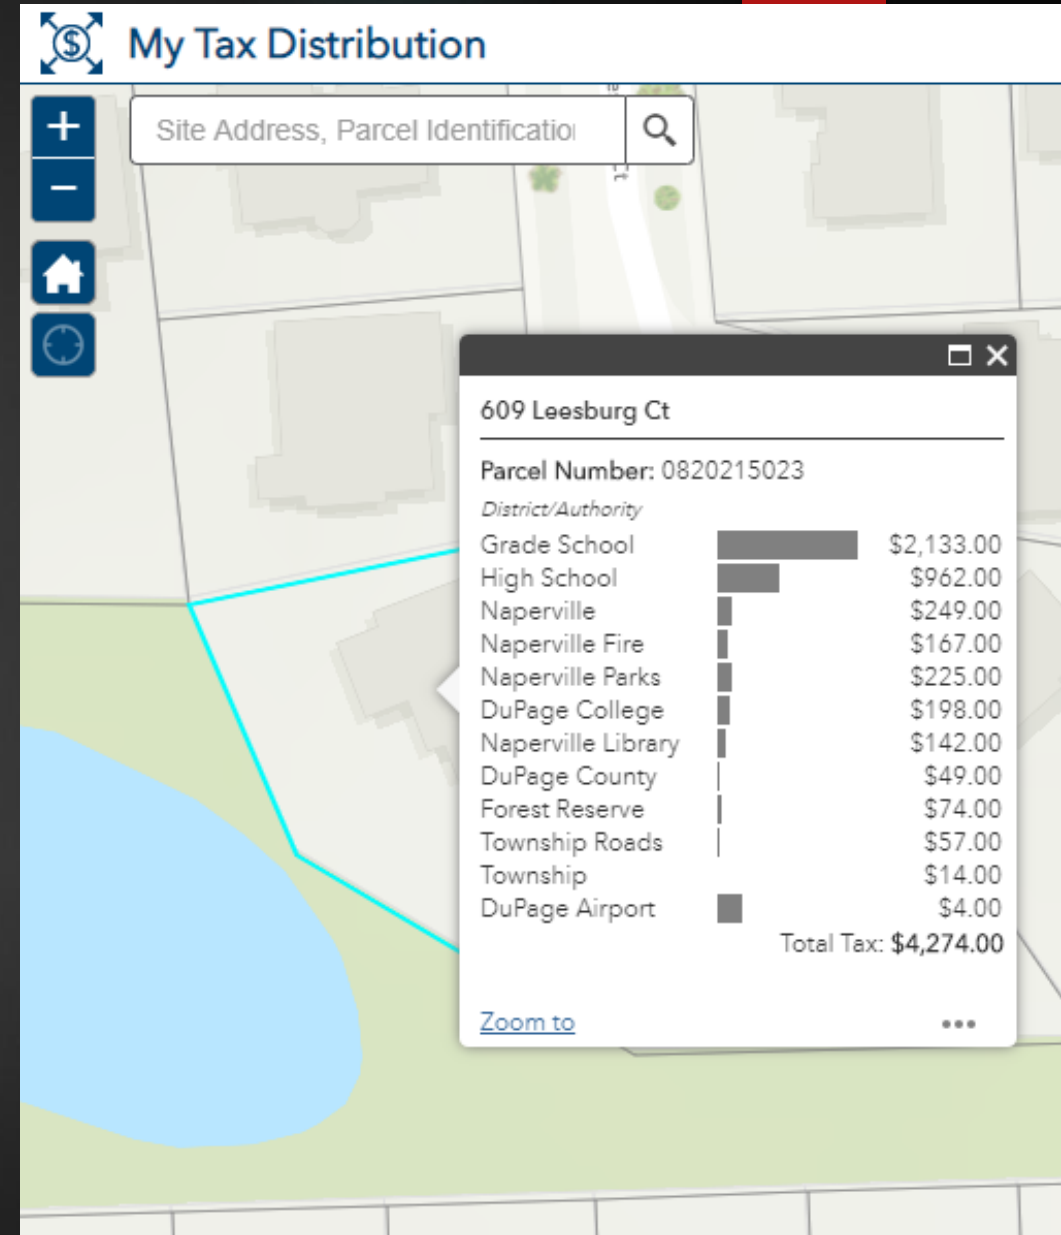 My Tax Distribution
Site Address, Parcel Identificatio
Ct
609 Leesburg Ct
Parcel Number: 0820215023
District/Authority
Grade School $2,133.00
High School $962.00
Naperville $249.00
Naperville Fire $167.00
Naperville Parks $225.00
DuPage College $198.00
Naperville Library $142.00
DuPage County $49.00
Forest Reserve $74.00
Township Roads $57.00
Township $14.00
DuPage Airport $4.00
Total Tax: $4,274.00
Zoom to